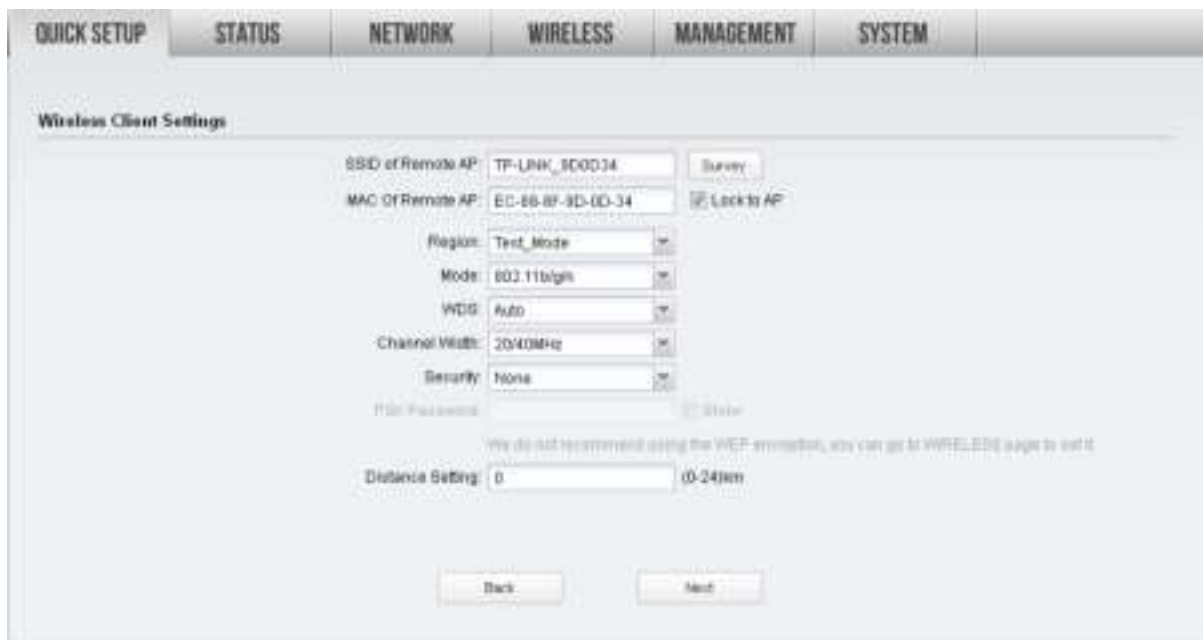 QUICK SETUP STATUS NETWORK WIRELESS MANAGEMENT SYSTEM
Wireless Client Settings
SSID of Remote AP: TP-LINK_9D0D34 Survey
MAC Of Remote AP: EC-88-8F-9D-0D-34 Lock to AP
Region: Test_Mode
Mode: 802.11b/g/n
WDS: Auto
Channel Width: 20/40MHz
Security: None
PSK Password: Show
We do not recommend using the WEP encryption, you can go to WIRELESS page to set it
Distance Setting: 0 (0-24)km
Back Next